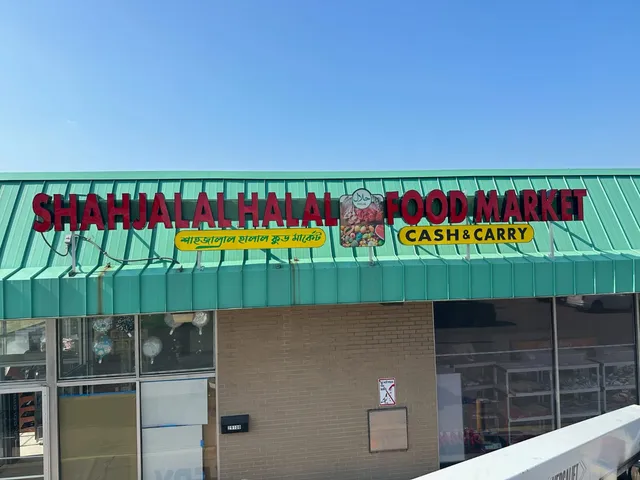 SHAHJALAL HALAL FOOD MARKET
শাহজালাল হালাল ফুড মার্কেট
CASH & CARRY